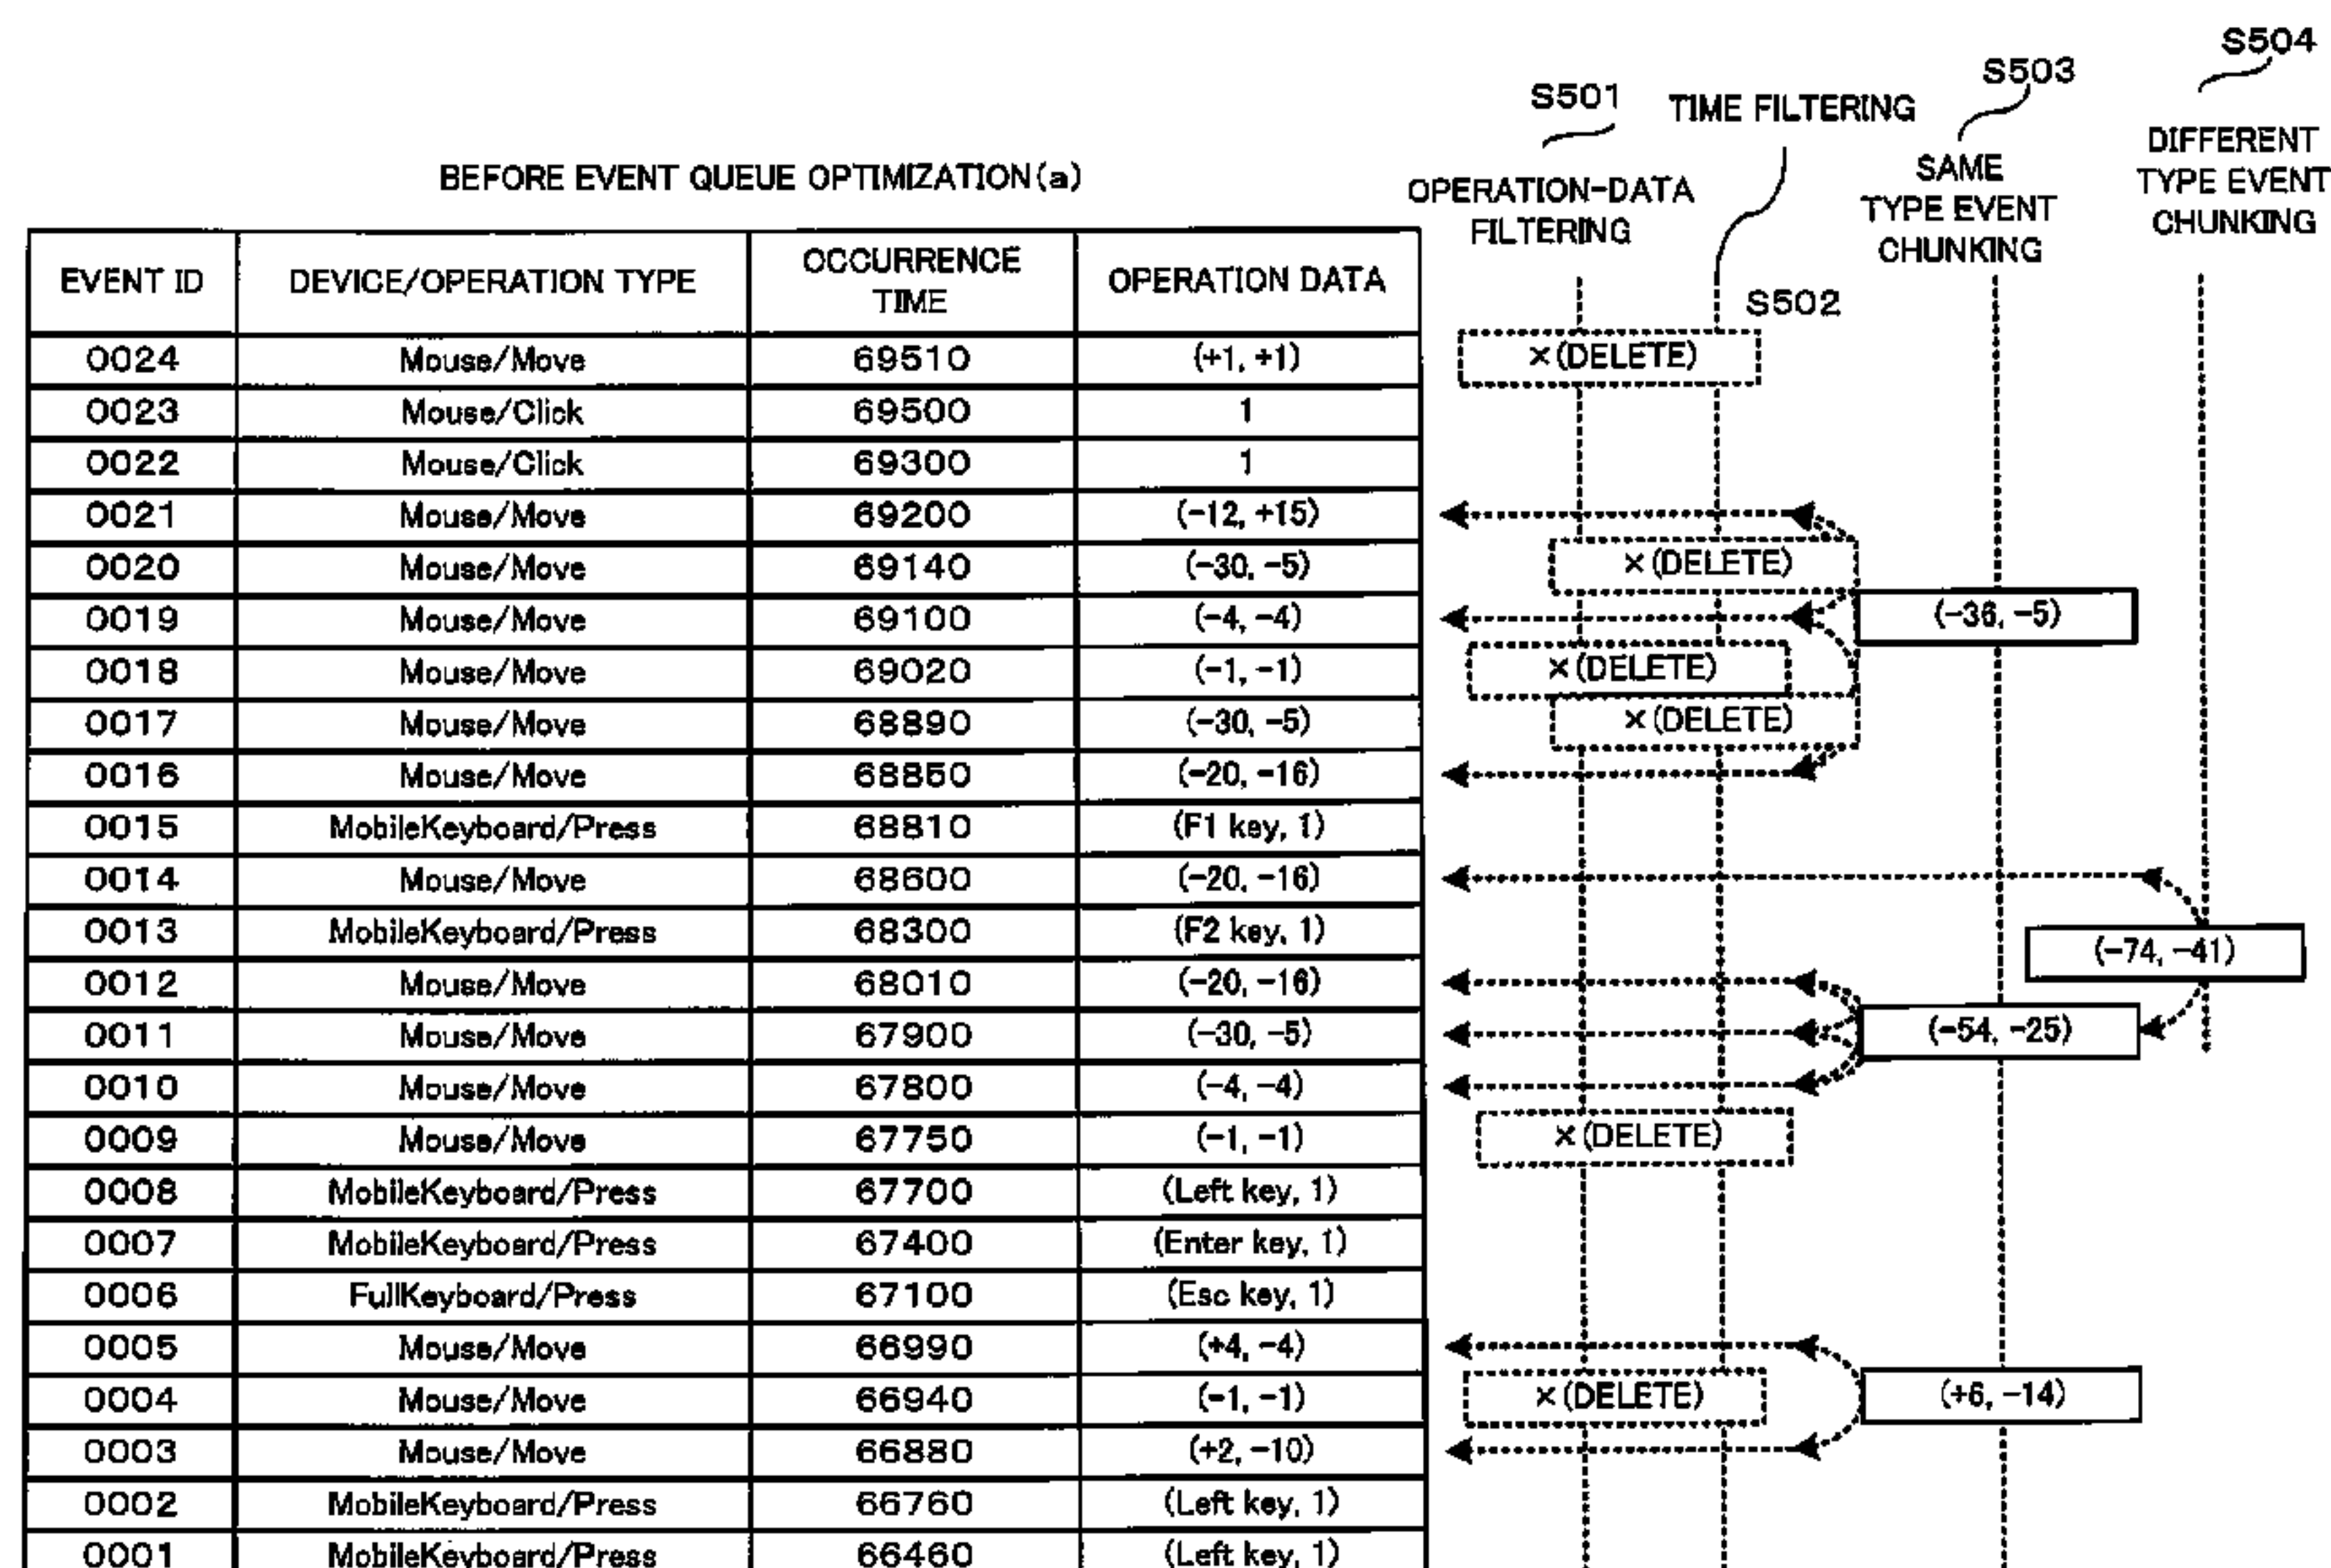 S504
S503
S501
TIME FILTERING
DIFFERENT
TYPE EVENT
CHUNKING
SAME
TYPE EVENT
CHUNKING
OPERATION-DATA
FILTERING
S502
BEFORE EVENT QUEUE OPTIMIZATION(a)
EVENT ID DEVICE/OPERATION TYPE OCCURRENCE TIME OPERATION DATA
0024 Mouse/Move 69510 (+1, +1) ×(DELETE)
0023 Mouse/Click 69500 1
0022 Mouse/Click 69300 1
0021 Mouse/Move 69200 (-12, +15)
0020 Mouse/Move 69140 (-30, -5) ×(DELETE)
0019 Mouse/Move 69100 (-4, -4) (-36, -5)
0018 Mouse/Move 69020 (-1, -1) ×(DELETE)
0017 Mouse/Move 68890 (-30, -5) ×(DELETE)
0016 Mouse/Move 68850 (-20, -16)
0015 MobileKeyboard/Press 68810 (F1 key, 1)
0014 Mouse/Move 68600 (-20, -16)
0013 MobileKeyboard/Press 68300 (F2 key, 1) (-74, -41)
0012 Mouse/Move 68010 (-20, -16)
0011 Mouse/Move 67900 (-30, -5) (-54, -25)
0010 Mouse/Move 67800 (-4, -4)
0009 Mouse/Move 67750 (-1, -1) ×(DELETE)
0008 MobileKeyboard/Press 67700 (Left key, 1)
0007 MobileKeyboard/Press 67400 (Enter key, 1)
0006 FullKeyboard/Press 67100 (Esc key, 1)
0005 Mouse/Move 66990 (+4, -4)
0004 Mouse/Move 66940 (-1, -1) ×(DELETE) (+6, -14)
0003 Mouse/Move 66880 (+2, -10)
0002 MobileKeyboard/Press 66760 (Left key, 1)
0001 MobileKeyboard/Press 66460 (Left key, 1)